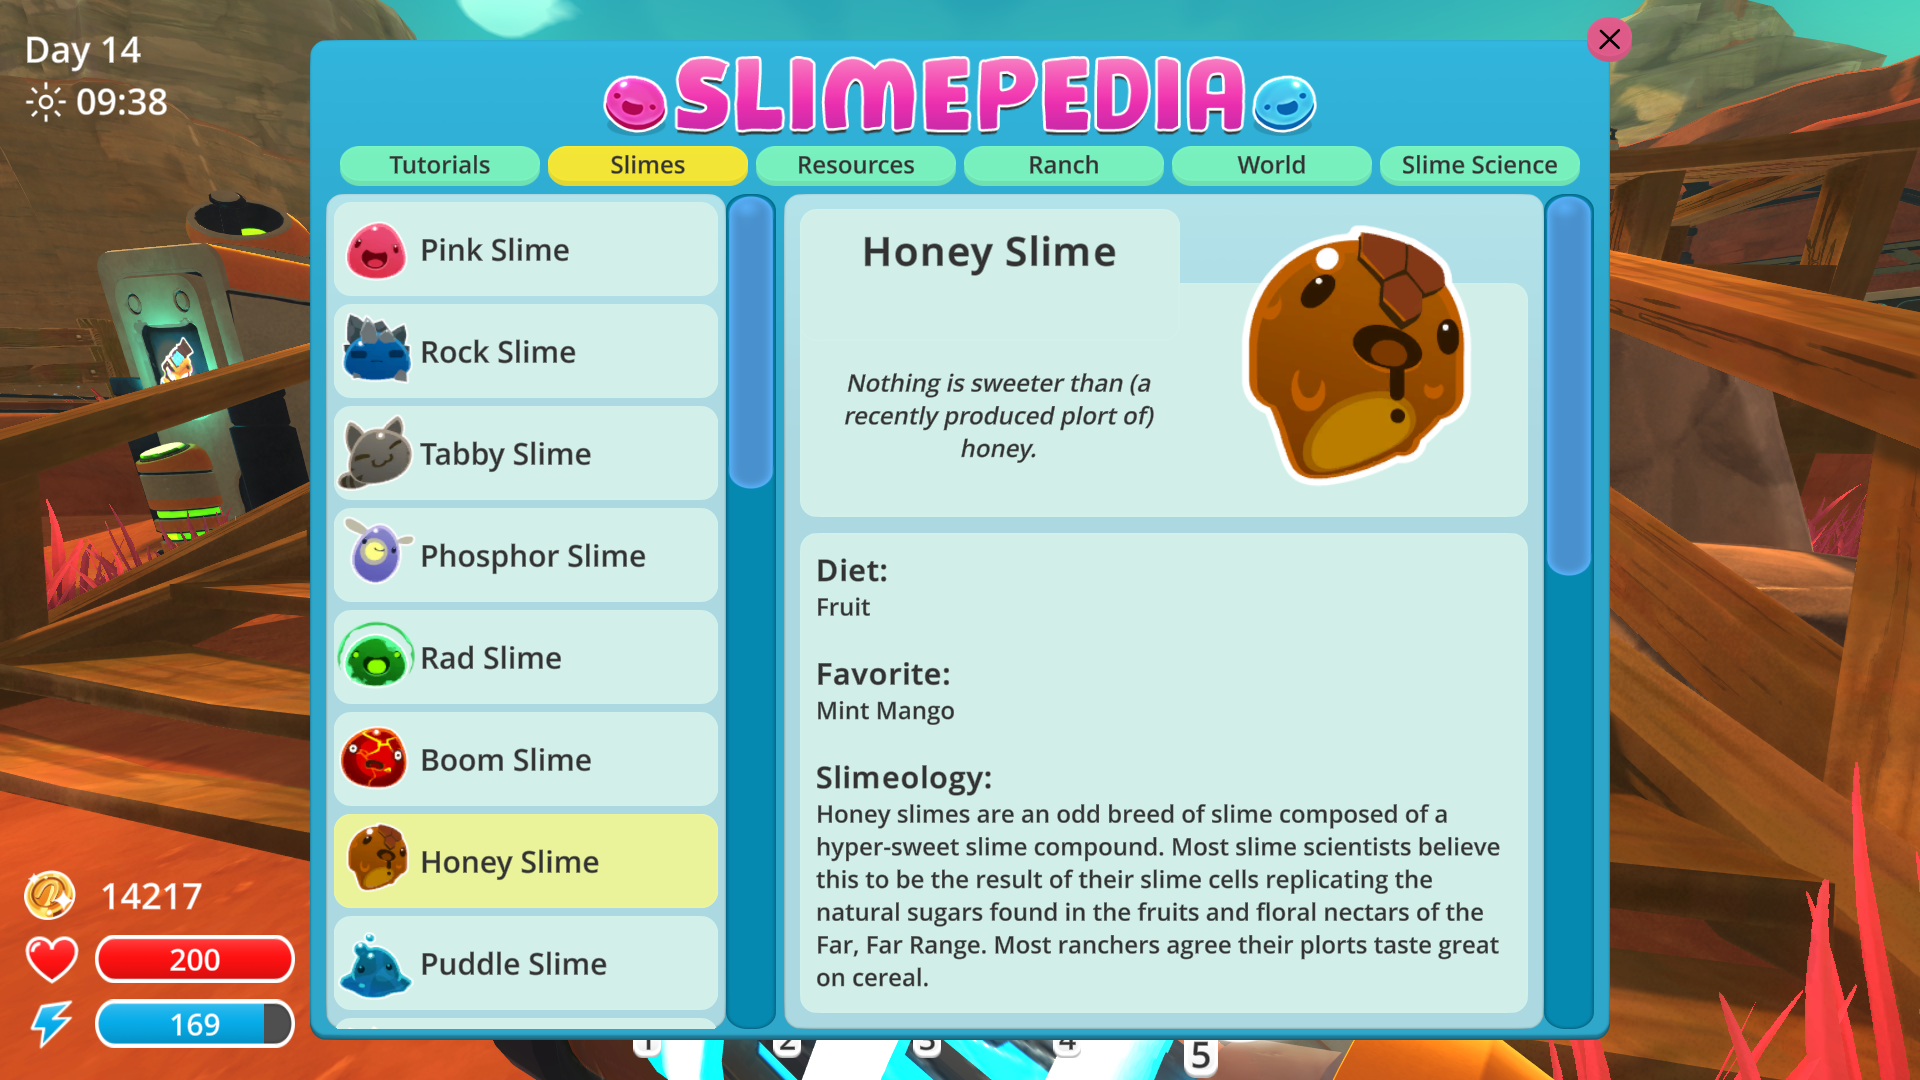 Day 14
09:38
SLIMEPEDIA
Tutorials
Slimes
Resources
Ranch
World
Slime Science
Pink Slime
Rock Slime
Tabby Slime
Phosphor Slime
Rad Slime
Boom Slime
Honey Slime
Puddle Slime
Honey Slime
Nothing is sweeter than (a
recently produced plort of)
honey.
Diet:
Fruit
Favorite:
Mint Mango
Slimeology:
Honey slimes are an odd breed of slime composed of a
hyper-sweet slime compound. Most slime scientists believe
this to be the result of their slime cells replicating the
natural sugars found in the fruits and floral nectars of the
Far, Far Range. Most ranchers agree their plorts taste great
on cereal.
14217
200
169
1
2
3
4
5